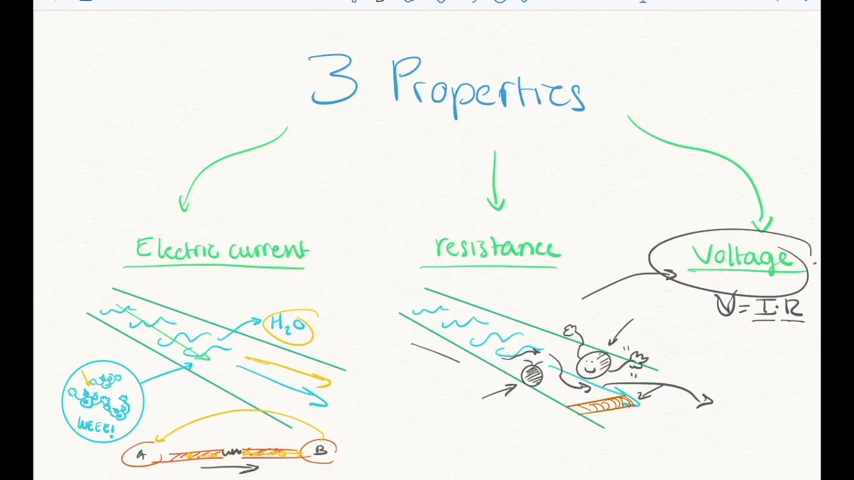 3 Properties
Electric current
resistance
Voltage
V = I·R
H₂O
WEEE!
A
B